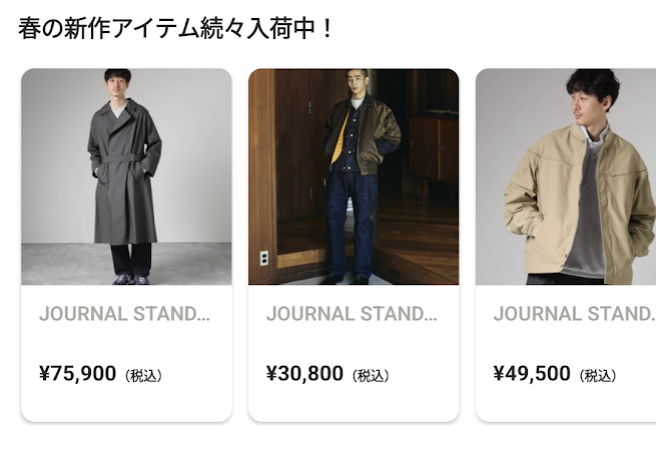 春の新作アイテム続々入荷中！
JOURNAL STAND...
JOURNAL STAND...
JOURNAL STAND.
¥75,900（税込）
¥30,800（税込）
¥49,500（税込）